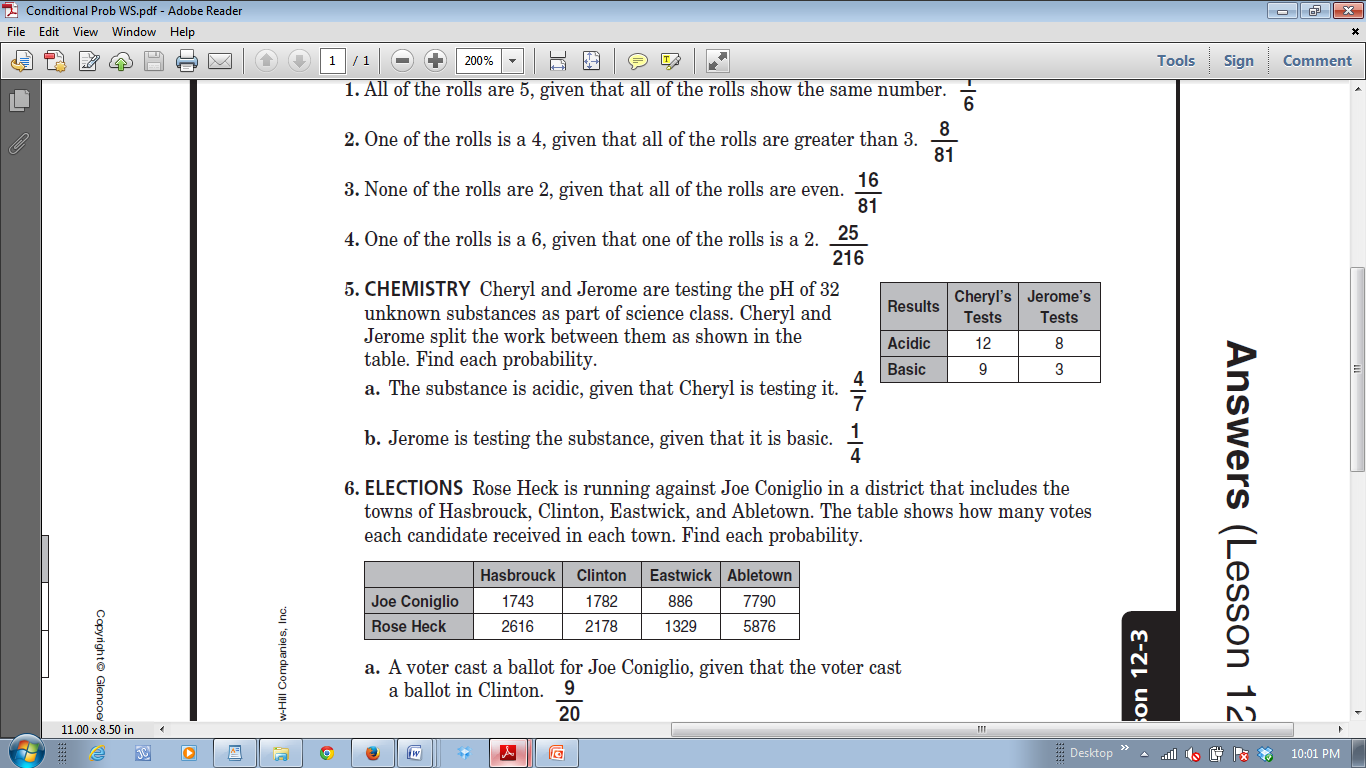 Conditional Prob WS.pdf - Adobe Reader
File Edit View Window Help
1 / 1 200% Tools Sign Comment
1. All of the rolls are 5, given that all of the rolls show the same number. 1/6
2. One of the rolls is a 4, given that all of the rolls are greater than 3. 8/81
3. None of the rolls are 2, given that all of the rolls are even. 16/81
4. One of the rolls is a 6, given that one of the rolls is a 2. 25/216
5. CHEMISTRY Cheryl and Jerome are testing the pH of 32
unknown substances as part of science class. Cheryl and
Jerome split the work between them as shown in the
table. Find each probability.
Results Cheryl's Tests Jerome's Tests
Acidic 12 8
Basic 9 3
a. The substance is acidic, given that Cheryl is testing it. 4/7
b. Jerome is testing the substance, given that it is basic. 1/4
6. ELECTIONS Rose Heck is running against Joe Coniglio in a district that includes the
towns of Hasbrouck, Clinton, Eastwick, and Abletown. The table shows how many votes
each candidate received in each town. Find each probability.
Hasbrouck Clinton Eastwick Abletown
Joe Coniglio 1743 1782 886 7790
Rose Heck 2616 2178 1329 5876
a. A voter cast a ballot for Joe Coniglio, given that the voter cast
a ballot in Clinton. 9/20
Copyright © Glencoe
w-Hill Companies, Inc.
son 12-3
Answers (Lesson 12
11.00 x 8.50 in
Desktop 10:01 PM